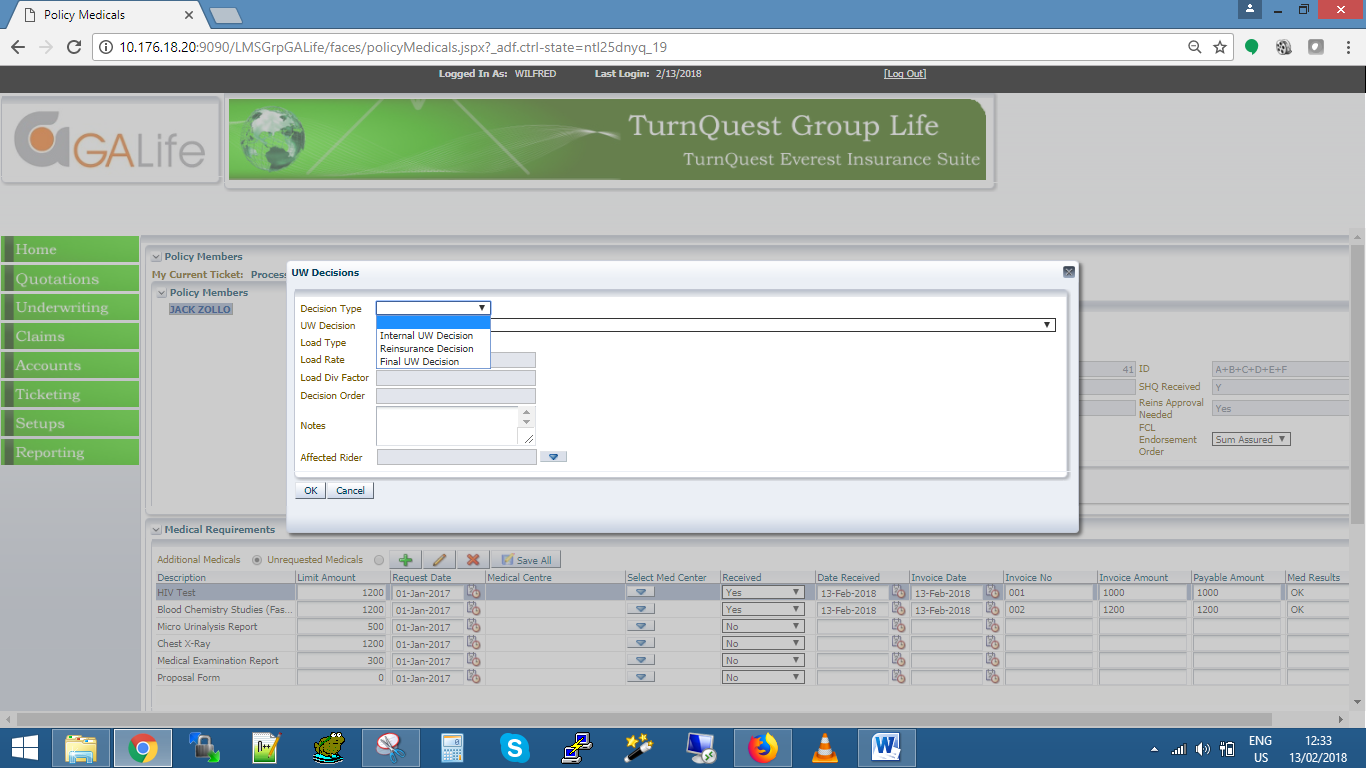 Policy Medicals
10.176.18.20:9090/LMSGrpGALife/faces/policyMedicals.jspx?_adf.ctrl-state=ntl25dnyq_19
Logged In As: WILFRED Last Login: 2/13/2018 [Log Out]
GALIFE
TurnQuest Group Life
TurnQuest Everest Insurance Suite
Home
Quotations
Underwriting
Claims
Accounts
Ticketing
Setups
Reporting
Policy Members
My Current Ticket: Process
Policy Members
JACK ZOLLO
UW Decisions
Decision Type
UW Decision
Internal UW Decision
Reinsurance Decision
Final UW Decision
Load Type
Load Rate
Load Div Factor
Decision Order
Notes
Affected Rider
OK Cancel
41 ID A+B+C+D+E+F
SHQ Received Y
Reins Approval Needed Yes
FCL Endorsement Order Sum Assured
Medical Requirements
Additional Medicals Unrequested Medicals Save All
Description Limit Amount Request Date Medical Centre Select Med Center Received Date Received Invoice Date Invoice No Invoice Amount Payable Amount Med Results
HIV Test 1200 01-Jan-2017 Yes 13-Feb-2018 13-Feb-2018 001 1000 1000 OK
Blood Chemistry Studies (Fas... 1200 01-Jan-2017 Yes 13-Feb-2018 13-Feb-2018 002 1200 1200 OK
Micro Urinalysis Report 500 01-Jan-2017 No
Chest X-Ray 1200 01-Jan-2017 No
Medical Examination Report 300 01-Jan-2017 No
Proposal Form 0 01-Jan-2017 No
ENG
US
12:33
13/02/2018